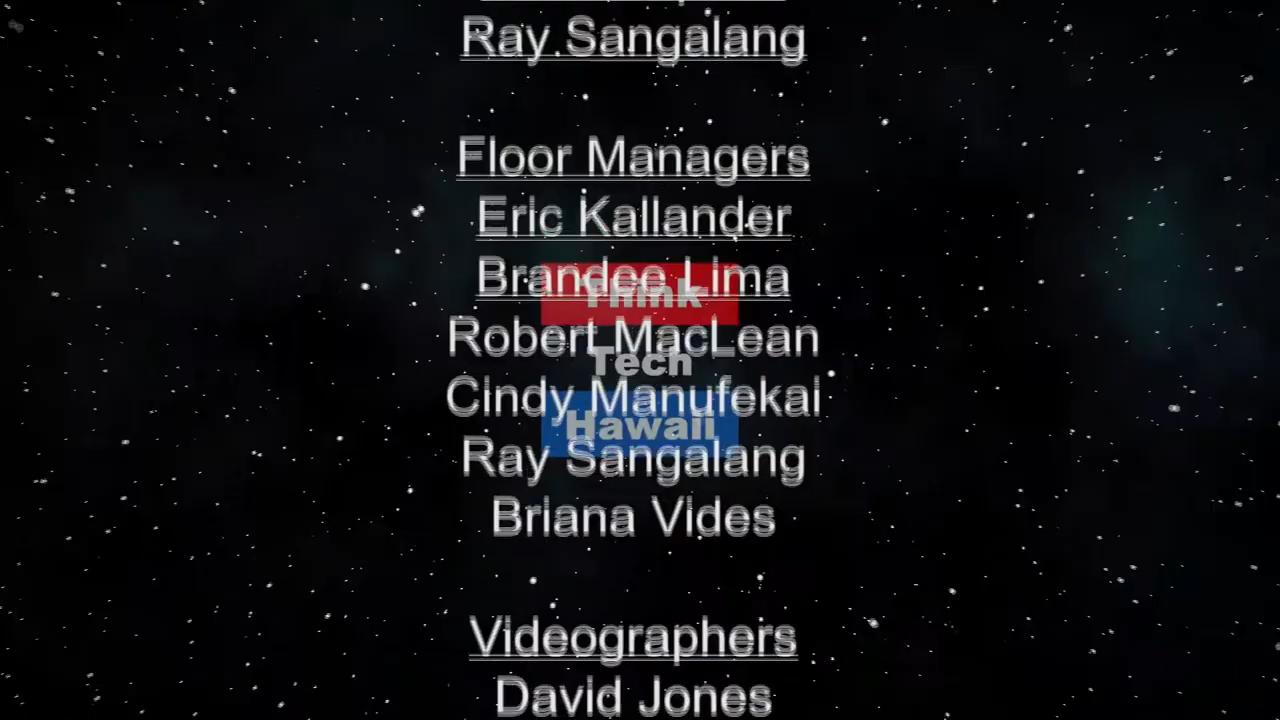 Ray Sangalang
Floor Managers
Eric Kallander
Brandee Lima
Think
Robert MacLean
Tech
Cindy Manufekai
Hawaii
Ray Sangalang
Briana Vides
Videographers
David Jones